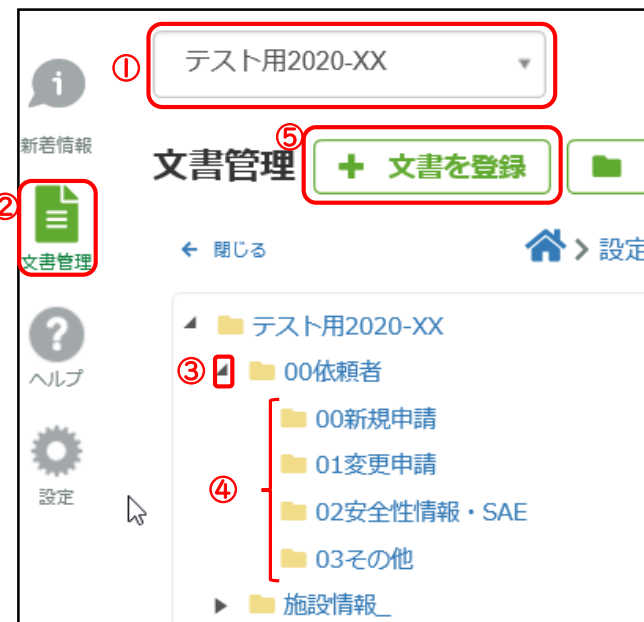 ① テスト用2020-XX
新着情報
⑤
文書管理 + 文書を登録
②
文書管理
← 閉じる > 設定
テスト用2020-XX
ヘルプ
③ 00依頼者
00新規申請
01変更申請
④
設定
02安全性情報・SAE
03その他
施設情報_